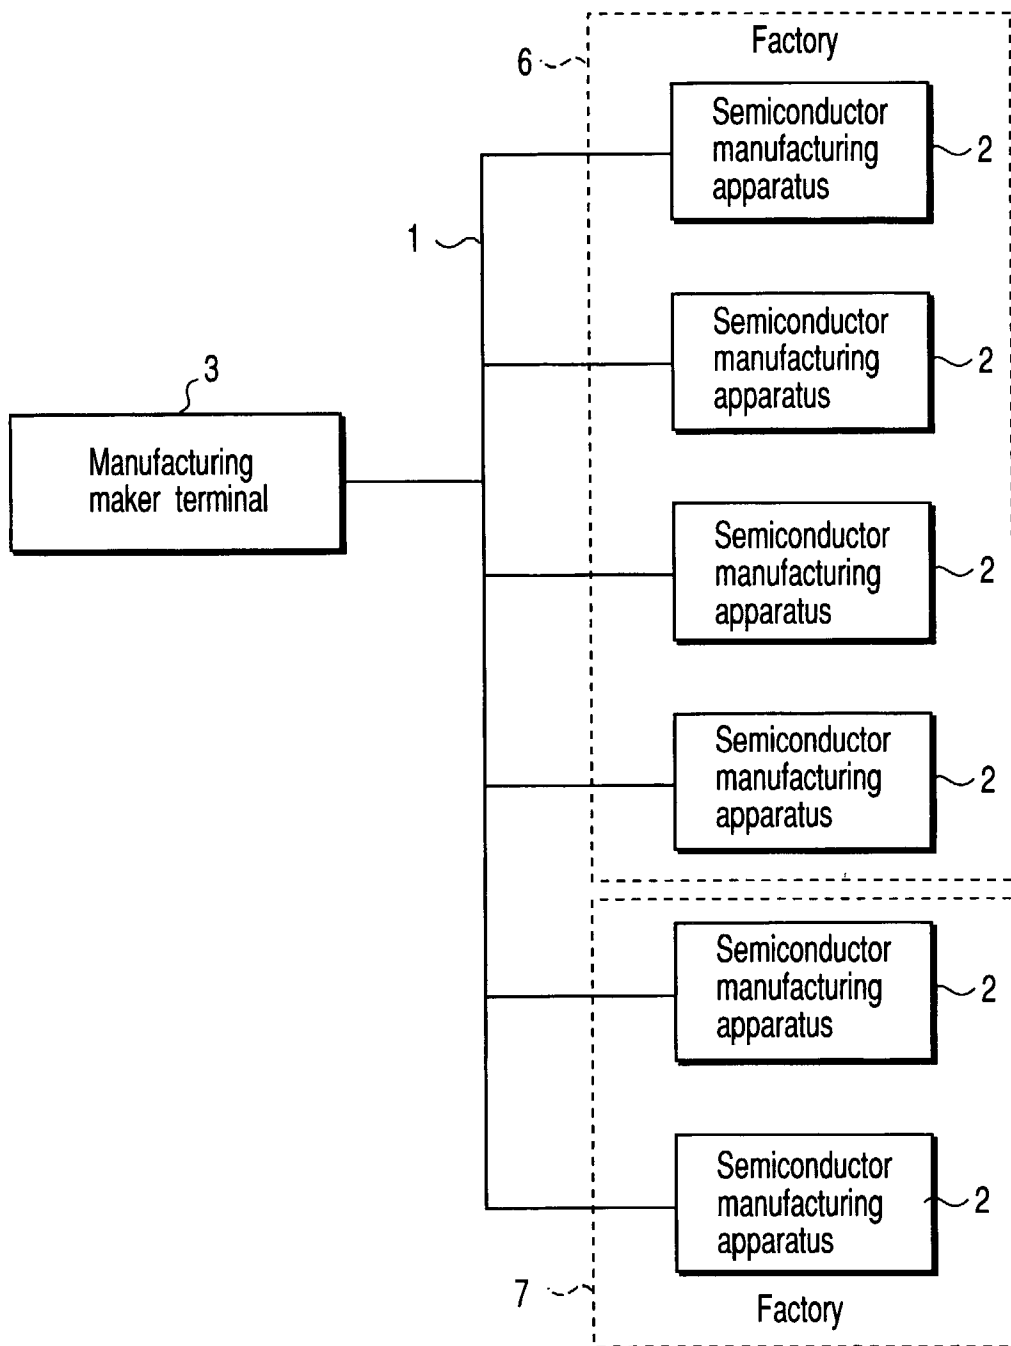 Factory
6
Semiconductor
manufacturing
apparatus
2
1
Semiconductor
manufacturing
apparatus
2
3
Manufacturing
maker terminal
Semiconductor
manufacturing
apparatus
2
Semiconductor
manufacturing
apparatus
2
Semiconductor
manufacturing
apparatus
2
Semiconductor
manufacturing
apparatus
2
7
Factory